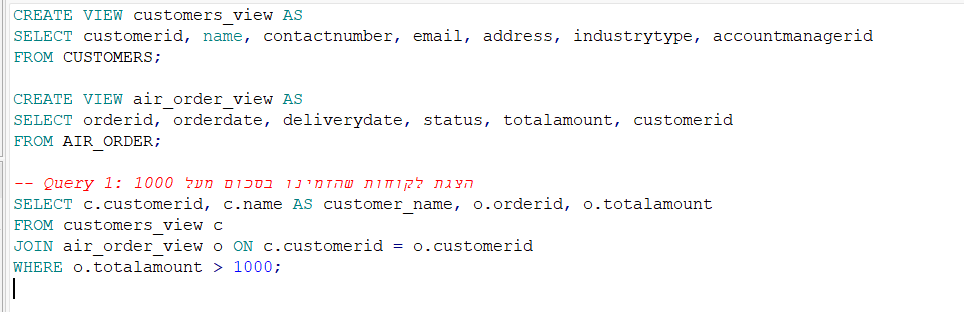 CREATE VIEW customers_view AS
SELECT customerid, name, contactnumber, email, address, industrytype, accountmanagerid
FROM CUSTOMERS;
CREATE VIEW air_order_view AS
SELECT orderid, orderdate, deliverydate, status, totalamount, customerid
FROM AIR_ORDER;
-- Query 1: הצגת לקוחות שהזמינו בסכום מעל 1000
SELECT c.customerid, c.name AS customer_name, o.orderid, o.totalamount
FROM customers_view c
JOIN air_order_view o ON c.customerid = o.customerid
WHERE o.totalamount > 1000;